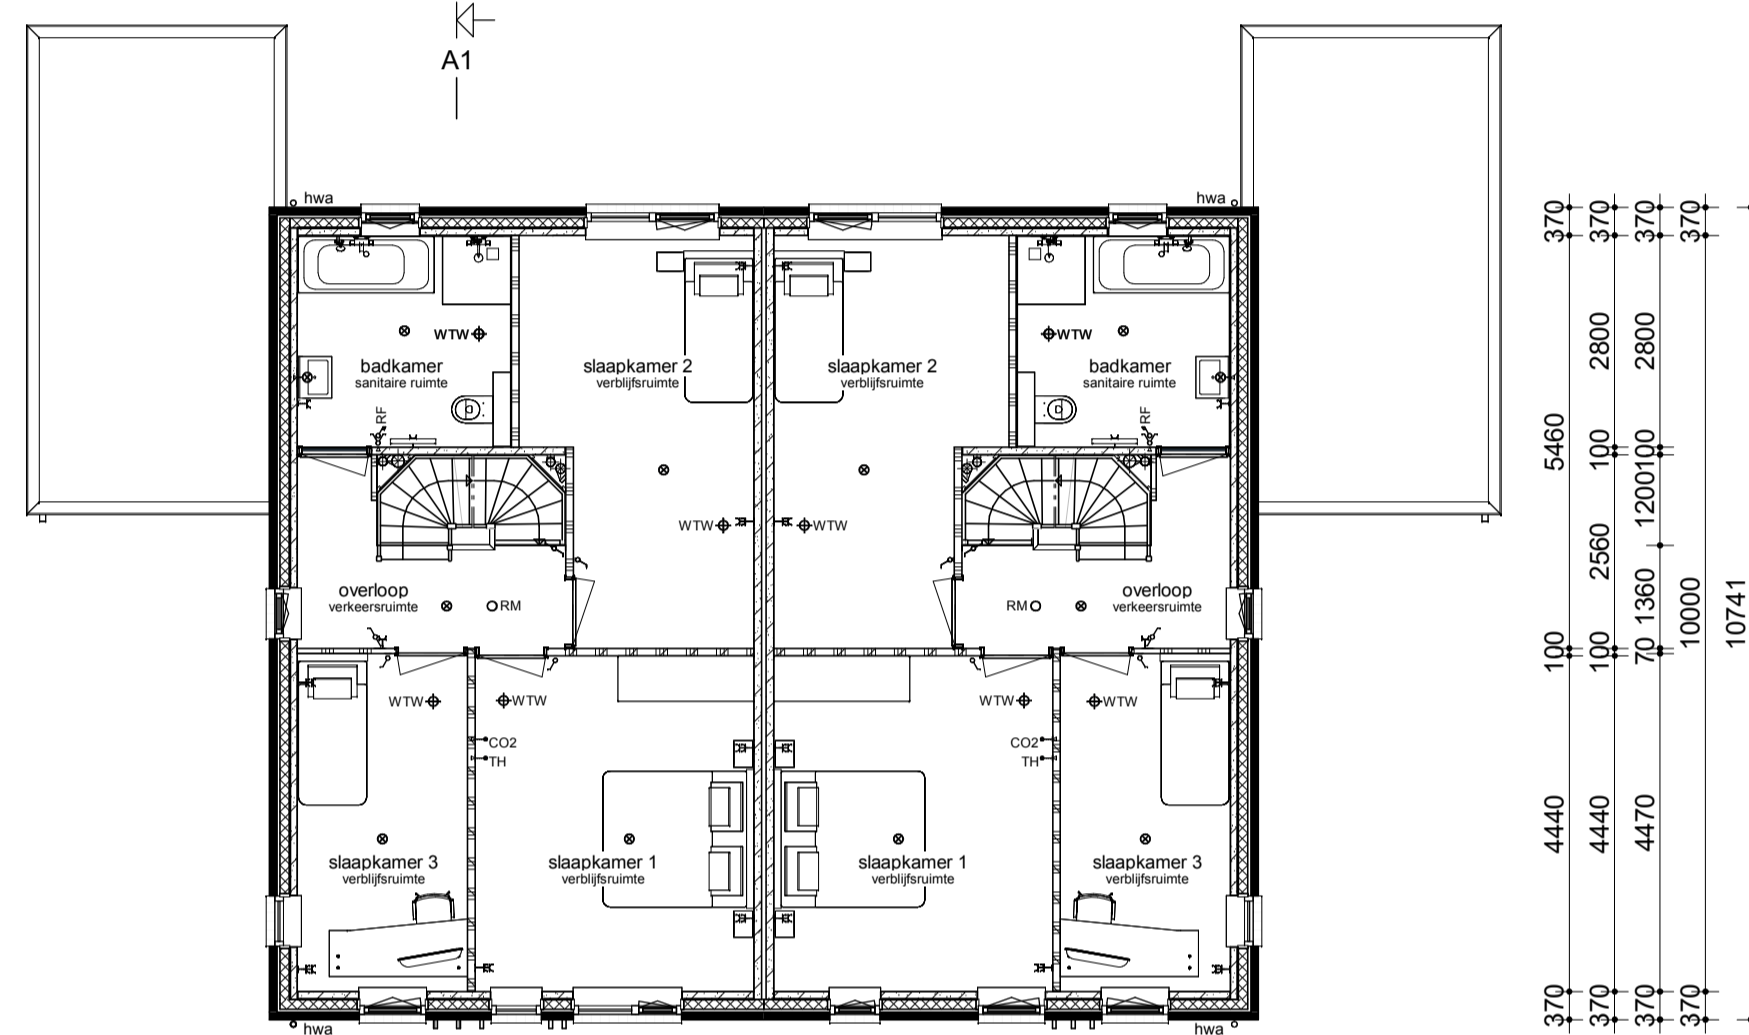 A1
hwa
hwa
WTW
WTW
badkamer
sanitaire ruimte
slaapkamer 2
verblijfsruimte
slaapkamer 2
verblijfsruimte
badkamer
sanitaire ruimte
RF
RF
WTW
WTW
overloop
verkeersruimte
RM
RM
overloop
verkeersruimte
WTW
WTW
WTW
WTW
CO2
TH
CO2
TH
slaapkamer 3
verblijfsruimte
slaapkamer 1
verblijfsruimte
slaapkamer 1
verblijfsruimte
slaapkamer 3
verblijfsruimte
hwa
hwa
370
5460
100
4440
370
370
2800
100
2560
100
4440
370
370
2800
100
1200
1360
70
4470
370
370
10000
370
10741